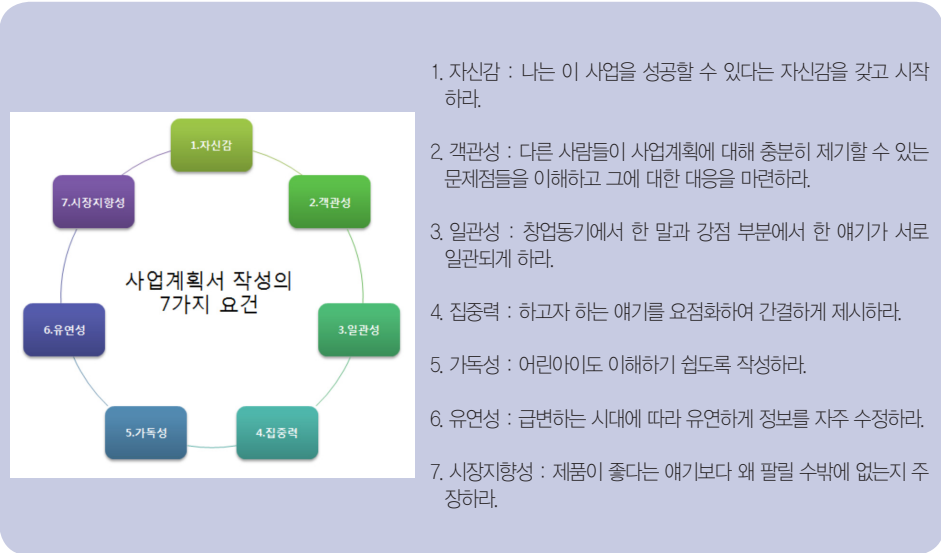 1.자신감
2.객관성
3.일관성
4.집중력
5.가독성
6.유연성
7.시장지향성
사업계획서 작성의
7가지 요건
1. 자신감 : 나는 이 사업을 성공할 수 있다는 자신감을 갖고 시작
하라.
2. 객관성 : 다른 사람들이 사업계획에 대해 충분히 제기할 수 있는
문제점들을 이해하고 그에 대한 대응을 마련하라.
3. 일관성 : 창업동기에서 한 말과 강점 부분에서 한 얘기가 서로
일관되게 하라.
4. 집중력 : 하고자 하는 얘기를 요점화하여 간결하게 제시하라.
5. 가독성 : 어린아이도 이해하기 쉽도록 작성하라.
6. 유연성 : 급변하는 시대에 따라 유연하게 정보를 자주 수정하라.
7. 시장지향성 : 제품이 좋다는 얘기보다 왜 팔릴 수밖에 없는지 주
장하라.